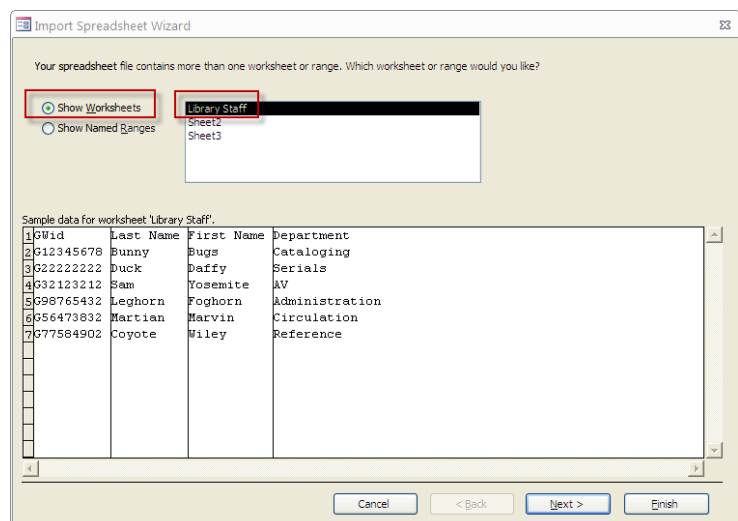 Import Spreadsheet Wizard
Your spreadsheet file contains more than one worksheet or range. Which worksheet or range would you like?
Show Worksheets
Show Named Ranges
Library Staff
Sheet2
Sheet3
Sample data for worksheet 'Library Staff'.
1 GWid Last Name First Name Department
2 G12345678 Bunny Bugs Cataloging
3 G22222222 Duck Daffy Serials
4 G32123212 Sam Yosemite AV
5 G98765432 Leghorn Foghorn Administration
6 G56473832 Martian Marvin Circulation
7 G77584902 Coyote Wiley Reference
Cancel < Back Next > Finish